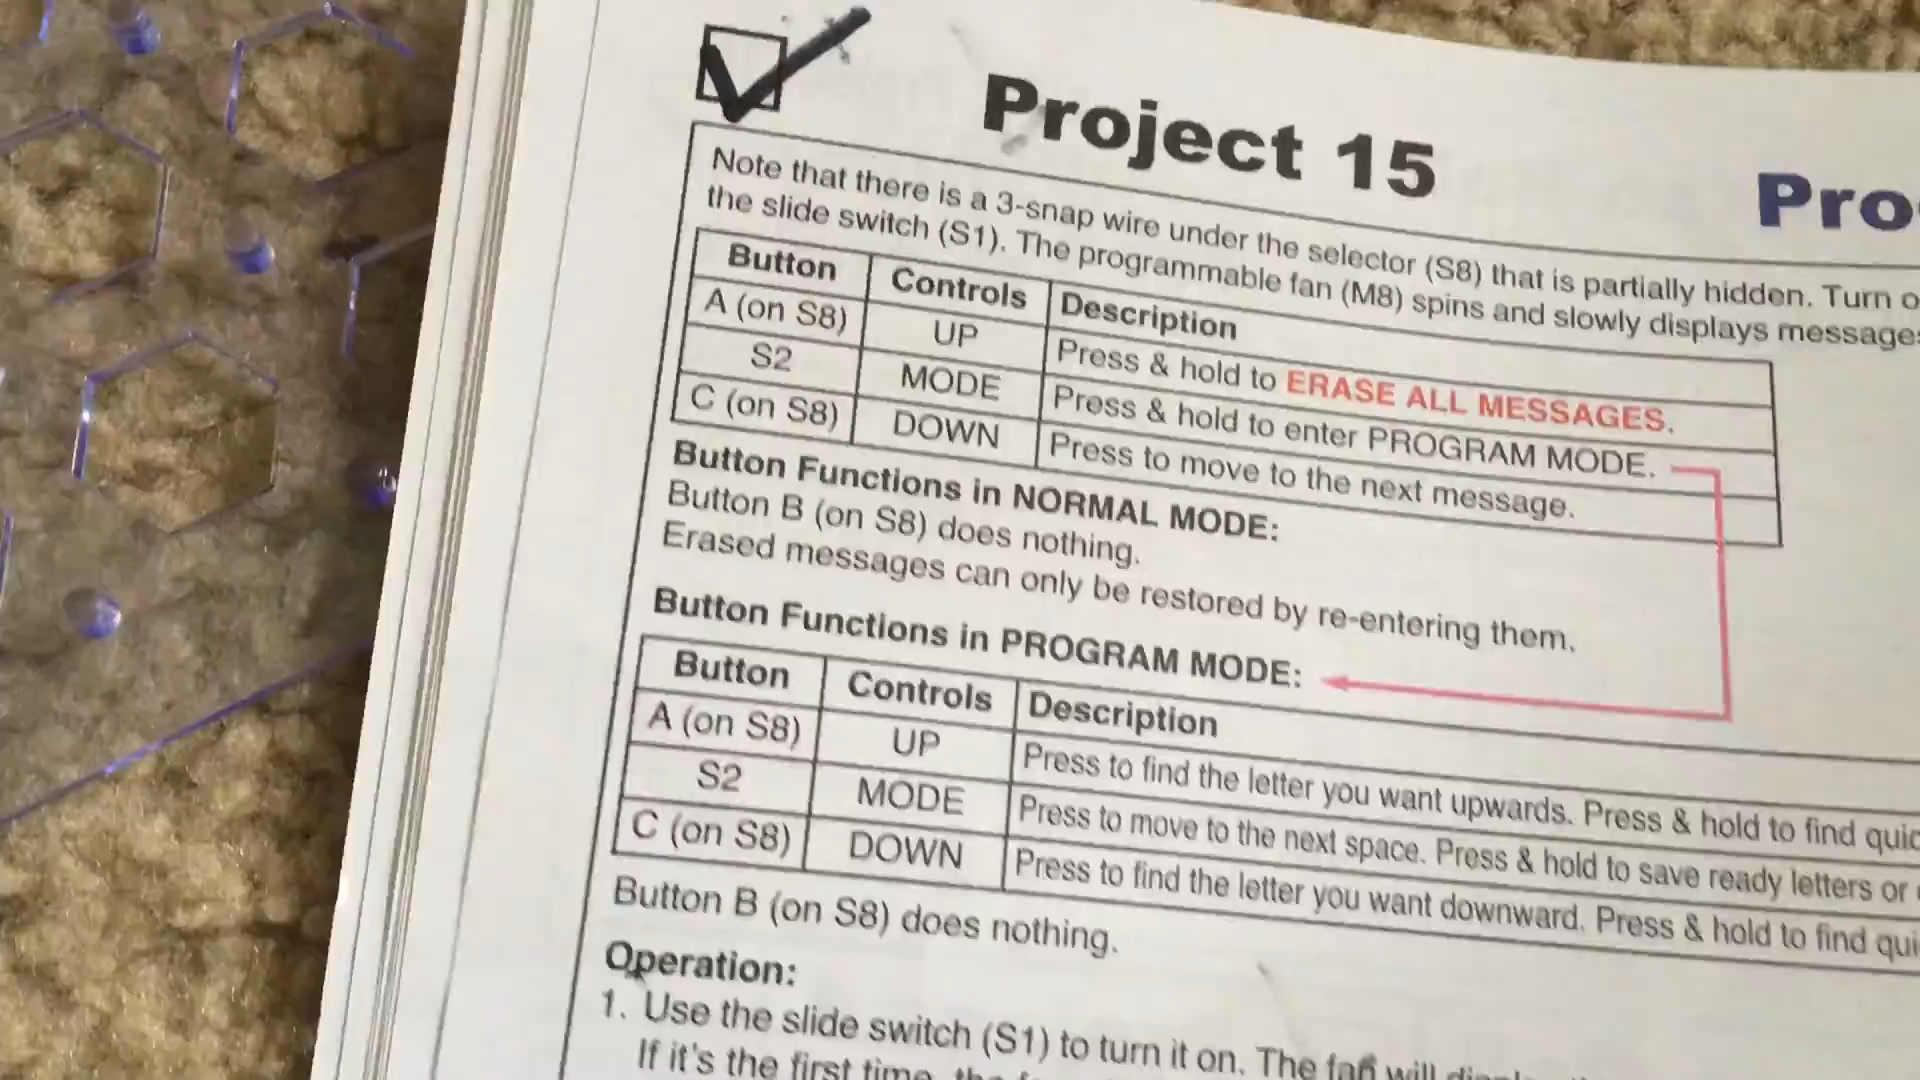 Project 15
Pro
Note that there is a 3-snap wire under the selector (S8) that is partially hidden. Turn o
the slide switch (S1). The programmable fan (M8) spins and slowly displays message
Button Controls Description
A (on S8) UP Press & hold to ERASE ALL MESSAGES.
S2 MODE Press & hold to enter PROGRAM MODE.
C (on S8) DOWN Press to move to the next message.
Button Functions in NORMAL MODE:
Button B (on S8) does nothing.
Erased messages can only be restored by re-entering them.
Button Functions in PROGRAM MODE:
Button Controls Description
A (on S8) UP Press to find the letter you want upwards. Press & hold to find quic
S2 MODE Press to move to the next space. Press & hold to save ready letters or
C (on S8) DOWN Press to find the letter you want downward. Press & hold to find qui
Button B (on S8) does nothing.
Operation:
1. Use the slide switch (S1) to turn it on. The fan will
If it's the first time,